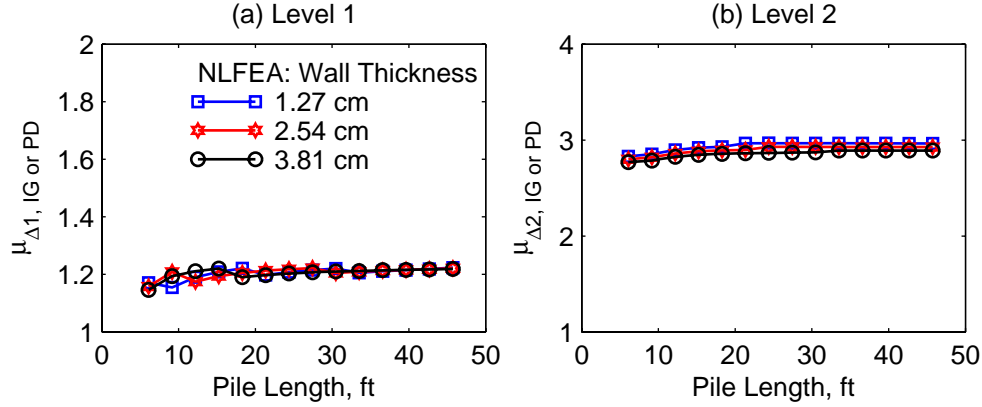 (a) Level 1
2
1.8
1.6
1.4
1.2
1
μΔ1, IG or PD
NLFEA: Wall Thickness
1.27 cm
2.54 cm
3.81 cm
0 10 20 30 40 50
Pile Length, ft
(b) Level 2
4
3
2
1
μΔ2, IG or PD
0 10 20 30 40 50
Pile Length, ft